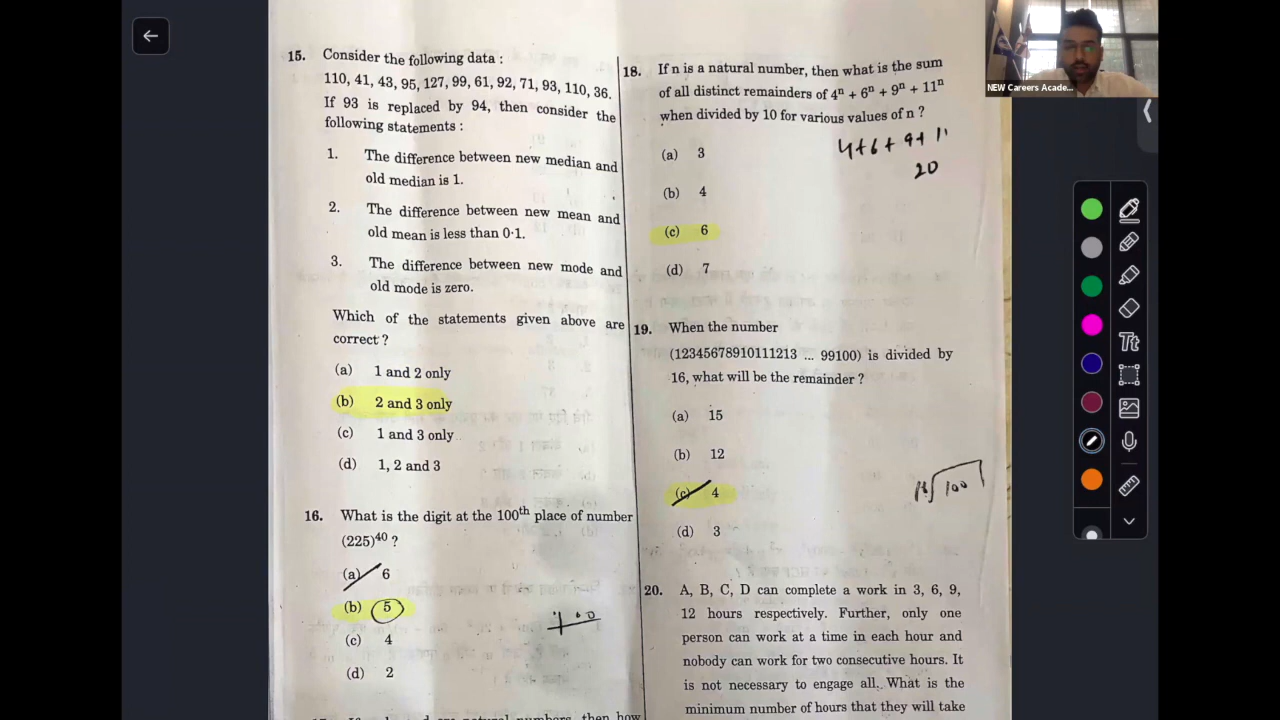 15. Consider the following data :
110, 41, 43, 95, 127, 99, 61, 92, 71, 93, 110, 36.
If 93 is replaced by 94, then consider the
following statements :
1. The difference between new median and
old median is 1.
2. The difference between new mean and
old mean is less than 0·1.
3. The difference between new mode and
old mode is zero.
Which of the statements given above are
correct ?
(a) 1 and 2 only
(b) 2 and 3 only
(c) 1 and 3 only
(d) 1, 2 and 3
16. What is the digit at the 100th place of number
(225)⁴⁰ ?
(a) 6
(b) 5
(c) 4
(d) 2
then how
18. If n is a natural number, then what is the sum
of all distinct remainders of 4ⁿ + 6ⁿ + 9ⁿ + 11ⁿ
when divided by 10 for various values of n ?
4+6+9+11
20
(a) 3
(b) 4
(c) 6
(d) 7
19. When the number
(12345678910111213 ... 99100) is divided by
16, what will be the remainder ?
(a) 15
(b) 12
(c) 4
(d) 3
100
20. A, B, C, D can complete a work in 3, 6, 9,
12 hours respectively. Further, only one
person can work at a time in each hour and
nobody can work for two consecutive hours. It
is not necessary to engage all. What is the
minimum number of hours that they will take
NEW Careers Acade...
Tt